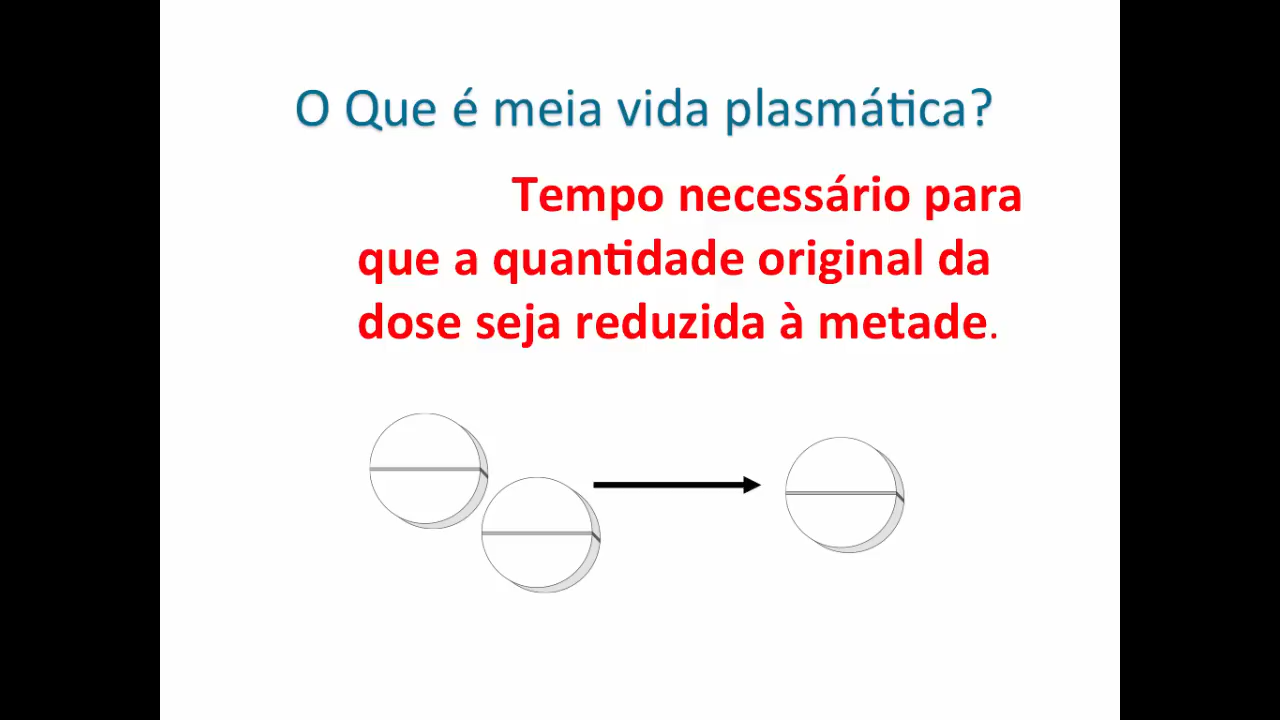 O Que é meia vida plasmática?
Tempo necessário para
que a quantidade original da
dose seja reduzida à metade.